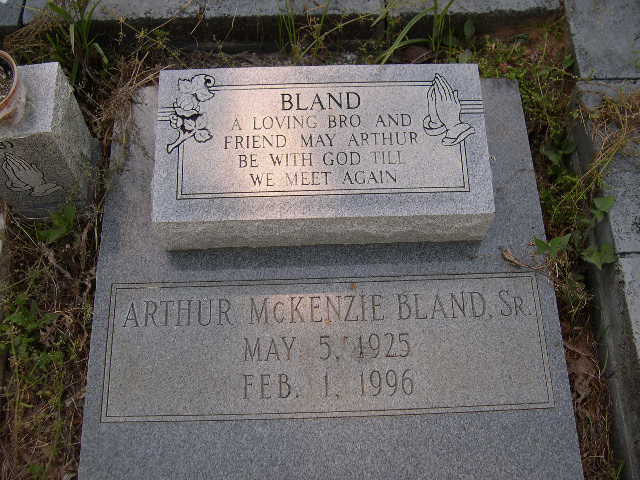 BLAND
A LOVING BRO AND
FRIEND MAY ARTHUR
BE WITH GOD TILL
WE MEET AGAIN
ARTHUR MCKENZIE BLAND, SR.
MAY 5, 1925
FEB. 1, 1996